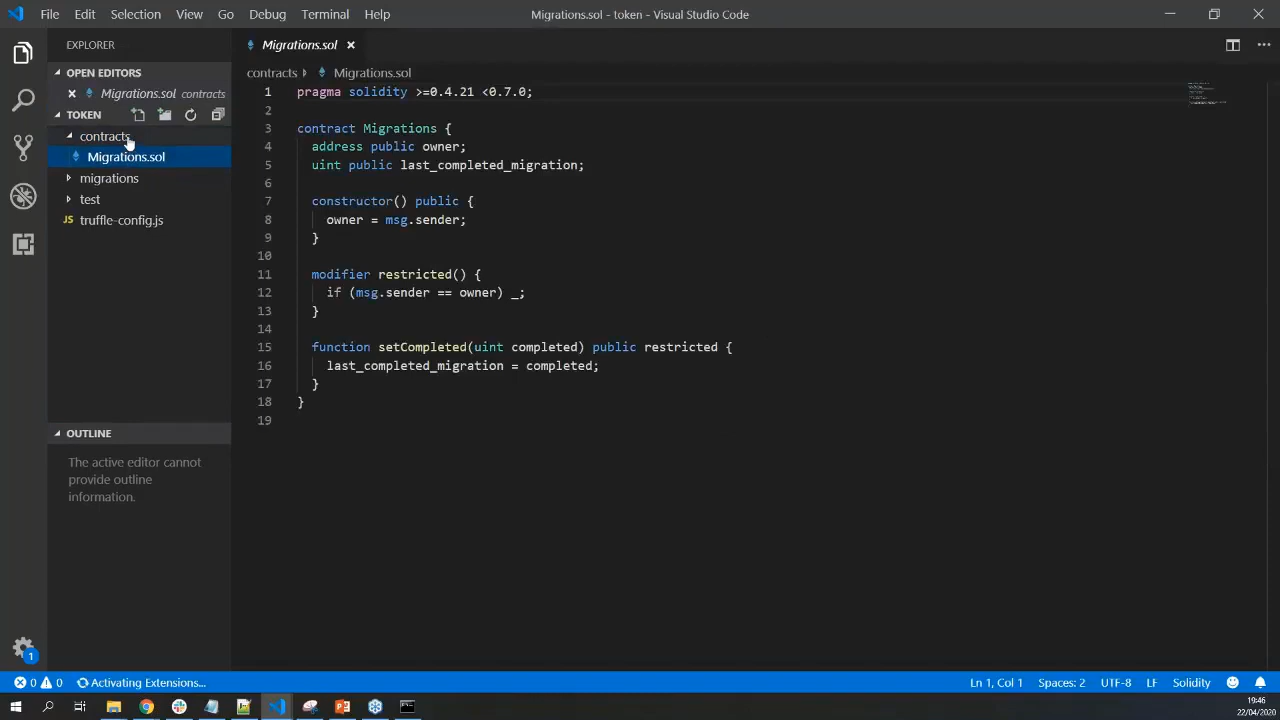 File Edit Selection View Go Debug Terminal Help
Migrations.sol - token - Visual Studio Code
EXPLORER
OPEN EDITORS
Migrations.sol contracts
TOKEN
contracts
Migrations.sol
migrations
test
JS truffle-config.js
OUTLINE
The active editor cannot
provide outline
information.
Migrations.sol
contracts Migrations.sol
1 pragma solidity >=0.4.21 <0.7.0;
2
3 contract Migrations {
4 address public owner;
5 uint public last_completed_migration;
6
7 constructor() public {
8 owner = msg.sender;
9 }
10
11 modifier restricted() {
12 if (msg.sender == owner) _;
13 }
14
15 function setCompleted(uint completed) public restricted {
16 last_completed_migration = completed;
17 }
18 }
19
1
0 0 Activating Extensions...
Ln 1, Col 1 Spaces: 2 UTF-8 LF Solidity
19:46
22/04/2020